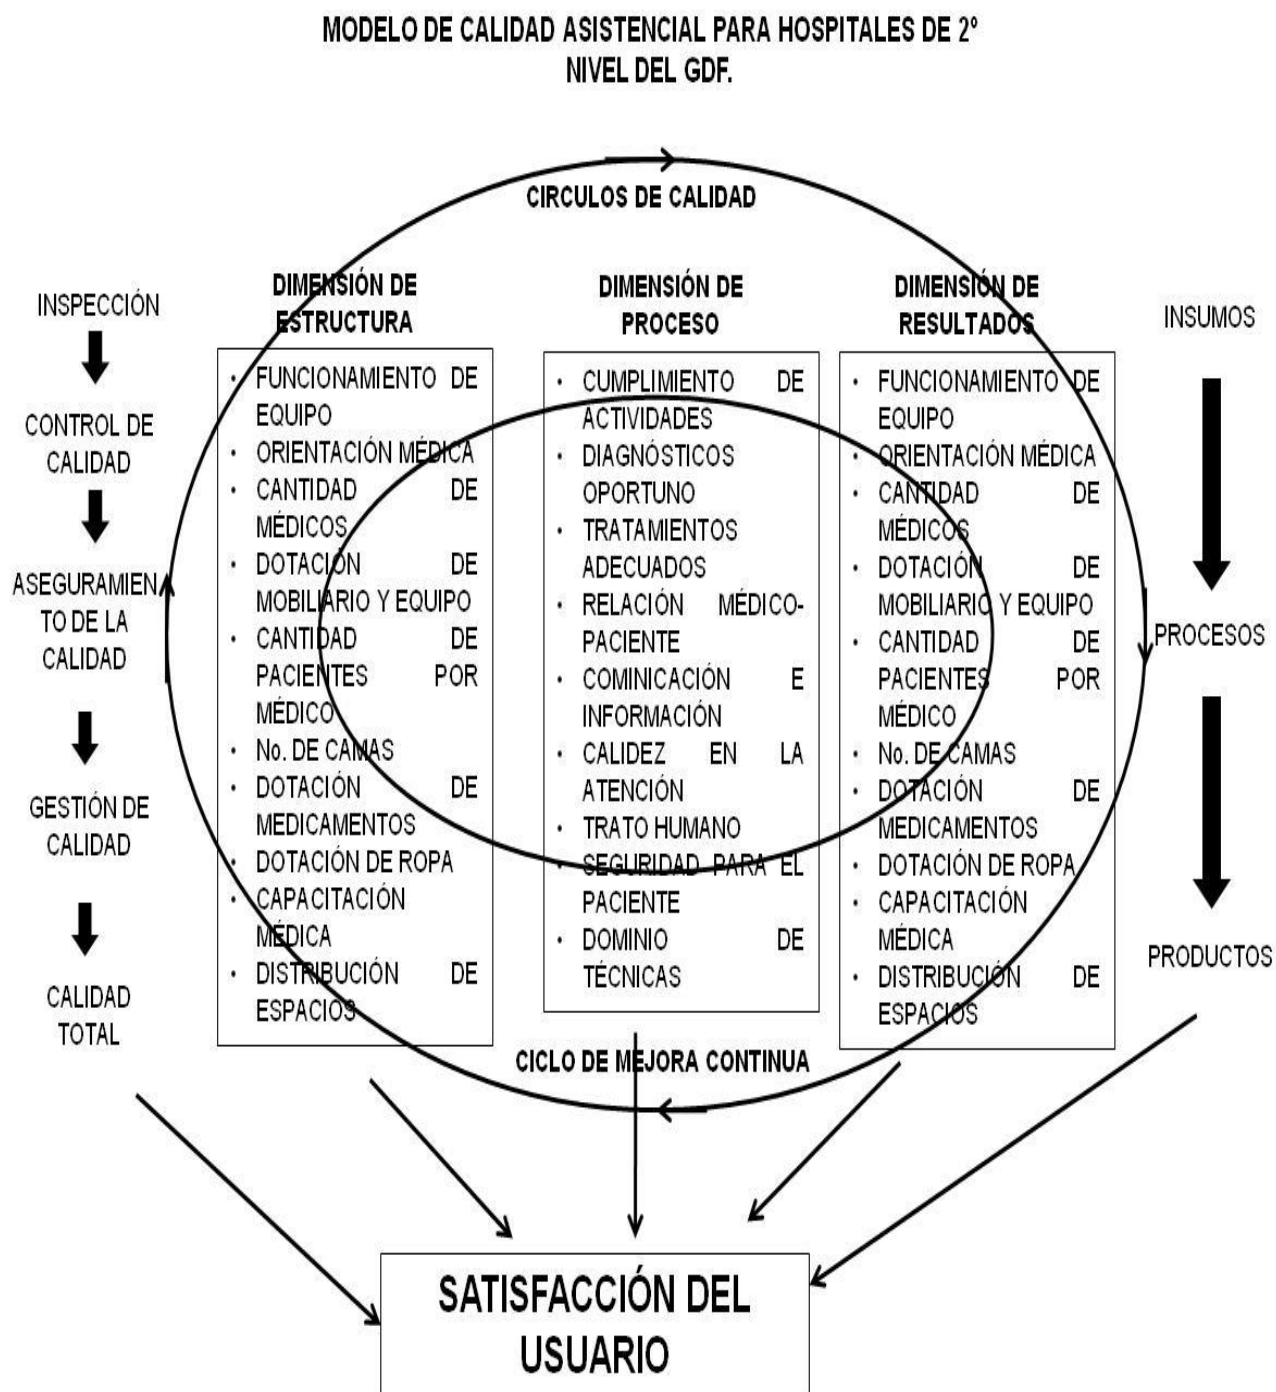 MODELO DE CALIDAD ASISTENCIAL PARA HOSPITALES DE 2º
NIVEL DEL GDF.
CIRCULOS DE CALIDAD
INSPECCIÓN
CONTROL DE
CALIDAD
ASEGURAMIEN
TO DE LA
CALIDAD
GESTIÓN DE
CALIDAD
CALIDAD
TOTAL
DIMENSIÓN DE
ESTRUCTURA
• FUNCIONAMIENTO DE
EQUIPO
• ORIENTACIÓN MÉDICA
• CANTIDAD DE
MÉDICOS
• DOTACIÓN DE
MOBILIARIO Y EQUIPO
• CANTIDAD DE
PACIENTES POR
MÉDICO
• No. DE CAMAS
• DOTACIÓN DE
MEDICAMENTOS
• DOTACIÓN DE ROPA
• CAPACITACIÓN
MÉDICA
• DISTRIBUCIÓN DE
ESPACIOS
DIMENSIÓN DE
PROCESO
• CUMPLIMIENTO DE
ACTIVIDADES
• DIAGNÓSTICOS
OPORTUNO
• TRATAMIENTOS
ADECUADOS
• RELACIÓN MÉDICO-
PACIENTE
• COMINICACIÓN E
INFORMACIÓN
• CALIDEZ EN LA
ATENCIÓN
• TRATO HUMANO
• SEGURIDAD PARA EL
PACIENTE
• DOMINIO DE
TÉCNICAS
DIMENSIÓN DE
RESULTADOS
• FUNCIONAMIENTO DE
EQUIPO
• ORIENTACIÓN MÉDICA
• CANTIDAD DE
MÉDICOS
• DOTACIÓN DE
MOBILIARIO Y EQUIPO
• CANTIDAD DE
PACIENTES POR
MÉDICO
• No. DE CAMAS
• DOTACIÓN DE
MEDICAMENTOS
• DOTACIÓN DE ROPA
• CAPACITACIÓN
MÉDICA
• DISTRIBUCIÓN DE
ESPACIOS
INSUMOS
PROCESOS
PRODUCTOS
CICLO DE MEJORA CONTINUA
SATISFACCIÓN DEL
USUARIO